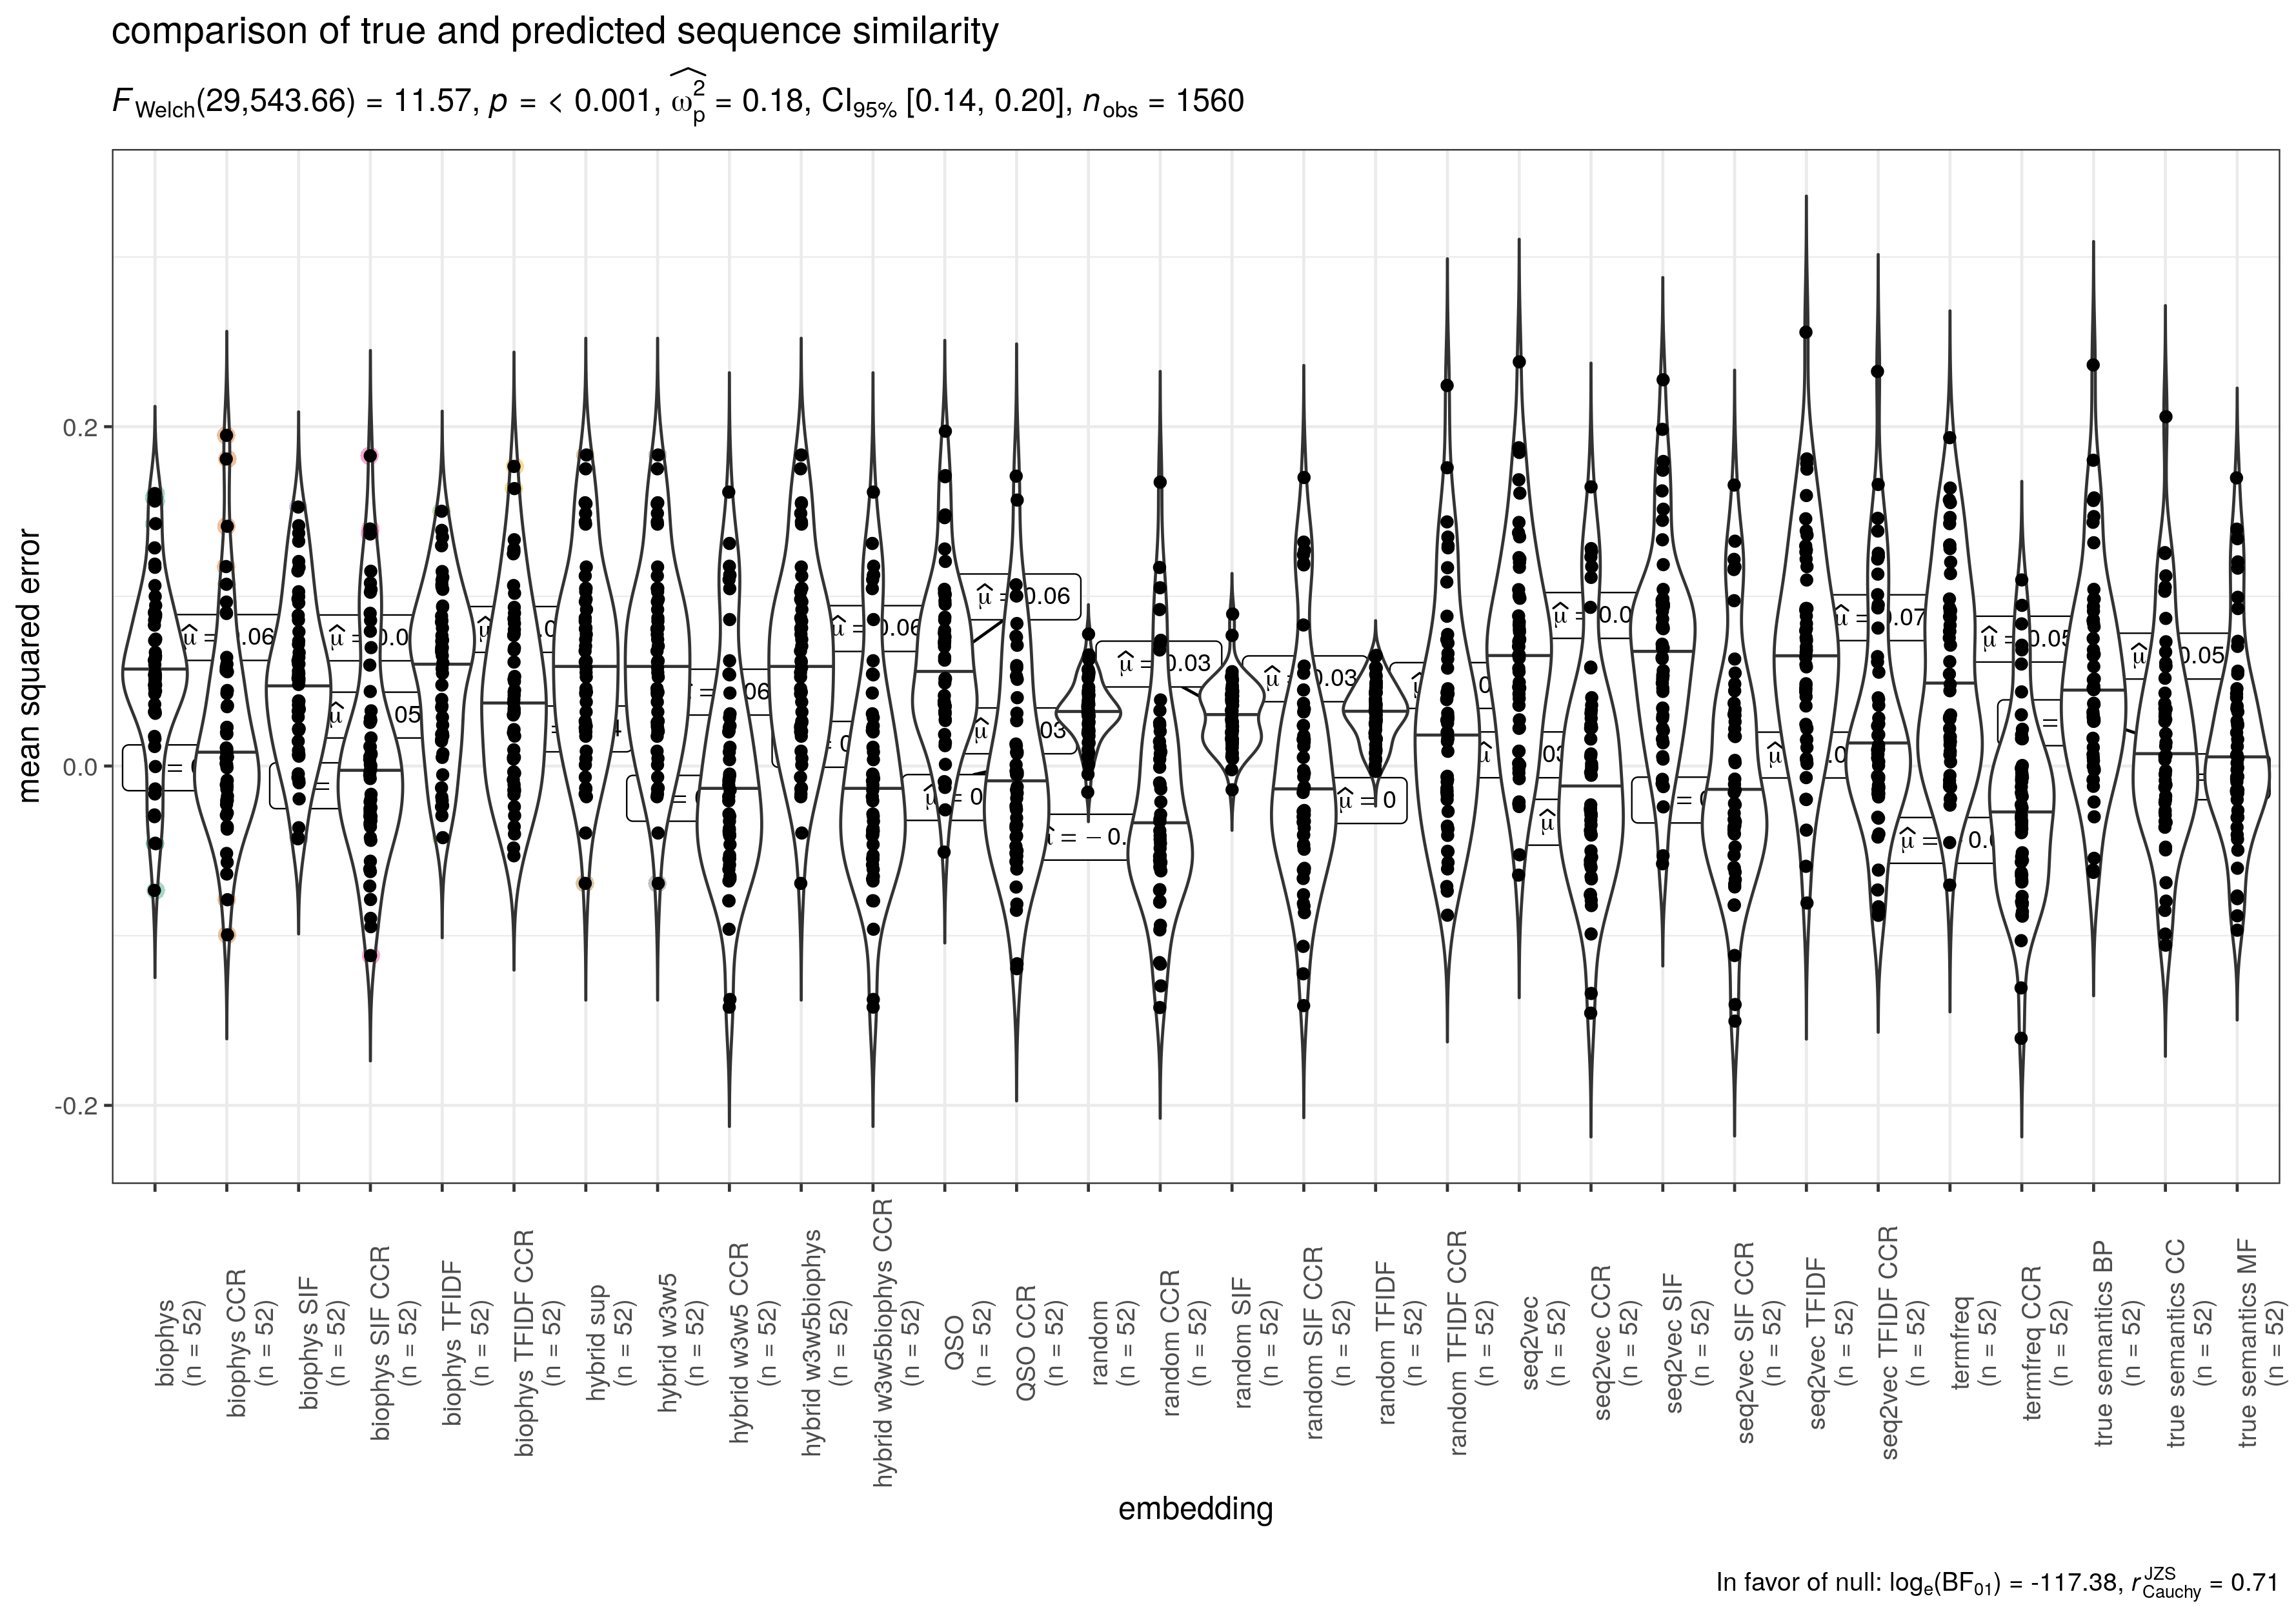 comparison of true and predicted sequence similarity
F Welch(29,543.66) = 11.57, p = < 0.001, ω̂²p = 0.18, CI95% [0.14, 0.20], nobs = 1560
mean squared error
0.2
0.0
-0.2
μ̂ = 0.06
μ̂ = 0.03
μ̂ = 0.03
μ̂ = 0
biophys
(n = 52)
biophys CCR
(n = 52)
biophys SIF
(n = 52)
biophys SIF CCR
(n = 52)
biophys TFIDF
(n = 52)
biophys TFIDF CCR
(n = 52)
hybrid sup
(n = 52)
hybrid w3w5
(n = 52)
hybrid w3w5 CCR
(n = 52)
hybrid w3w5biophys
(n = 52)
hybrid w3w5biophys CCR
(n = 52)
QSO
(n = 52)
QSO CCR
(n = 52)
random
(n = 52)
random CCR
(n = 52)
random SIF
(n = 52)
random SIF CCR
(n = 52)
random TFIDF
(n = 52)
random TFIDF CCR
(n = 52)
seq2vec
(n = 52)
seq2vec CCR
(n = 52)
seq2vec SIF
(n = 52)
seq2vec SIF CCR
(n = 52)
seq2vec TFIDF
(n = 52)
seq2vec TFIDF CCR
(n = 52)
termfreq
(n = 52)
termfreq CCR
(n = 52)
true semantics BP
(n = 52)
true semantics CC
(n = 52)
true semantics MF
(n = 52)
embedding
In favor of null: loge(BF01) = -117.38, r JZS Cauchy = 0.71